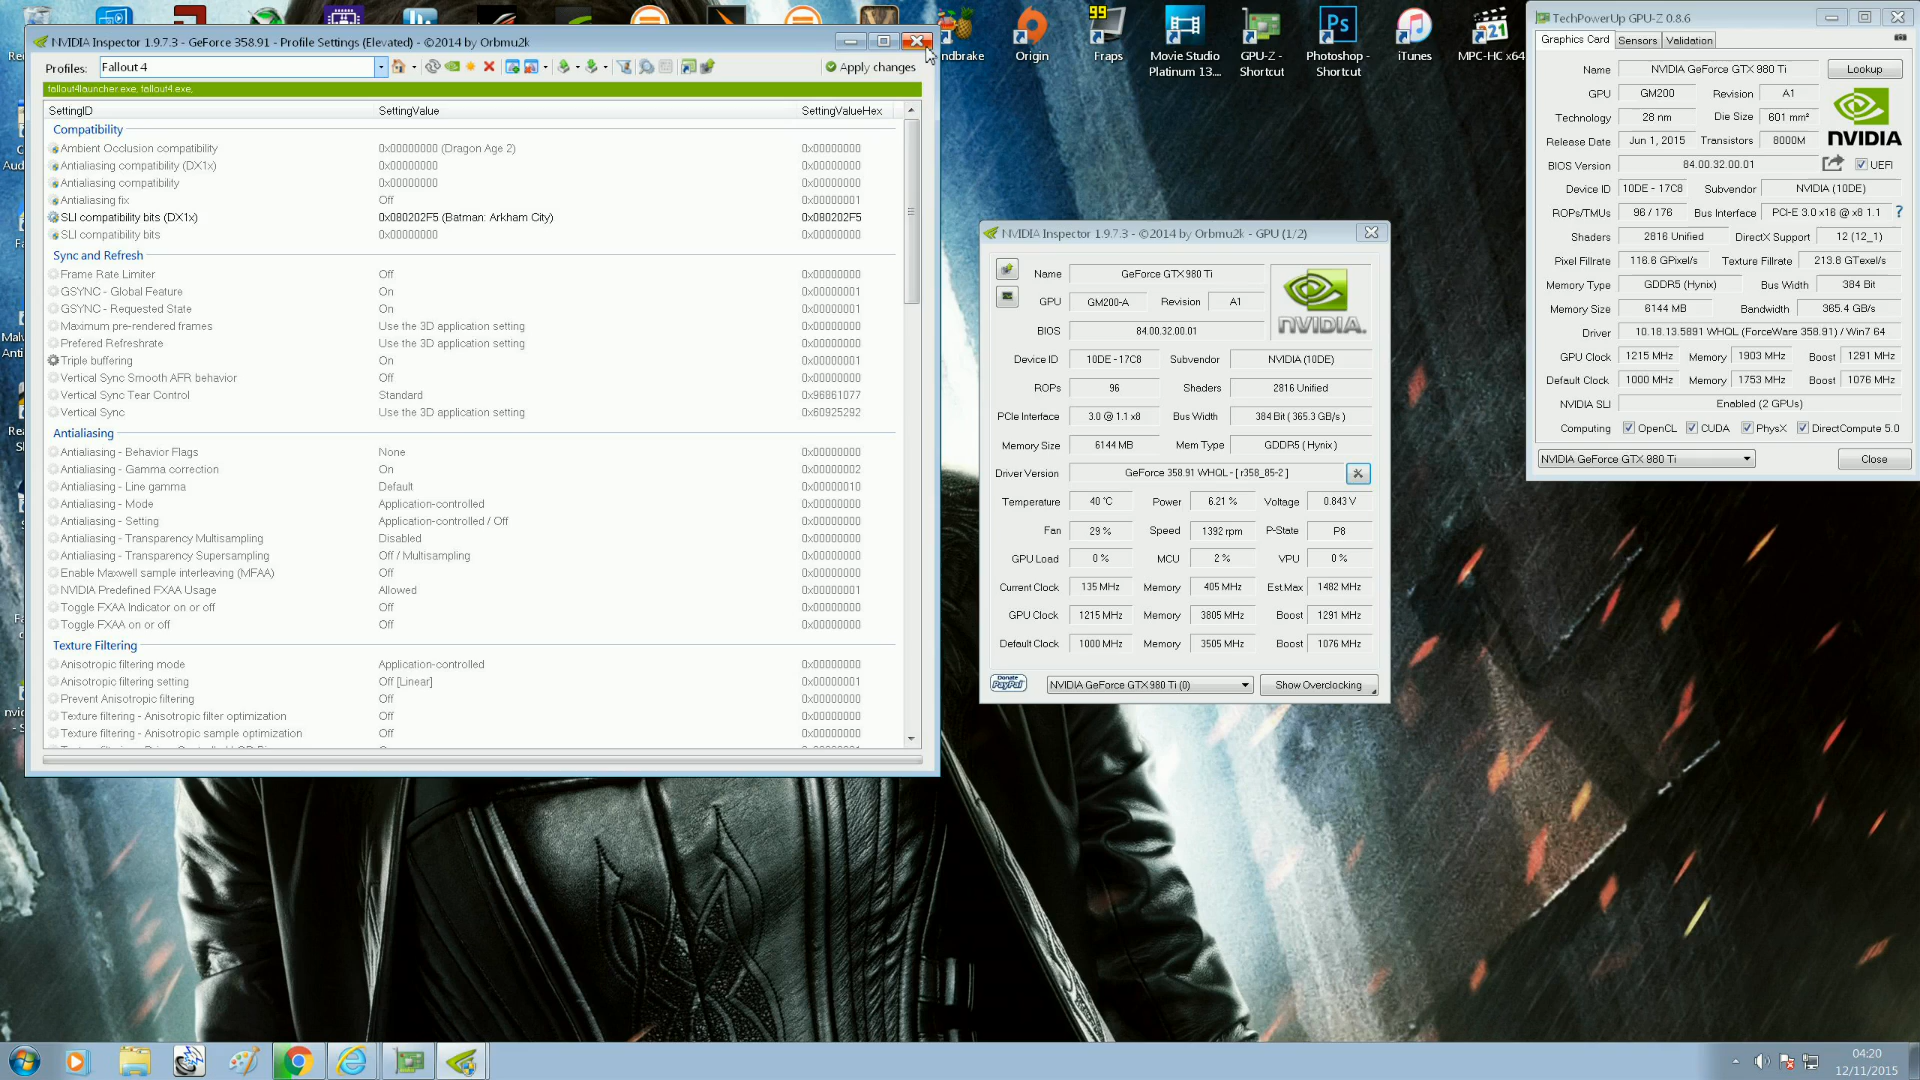 NVIDIA Inspector 1.9.7.3 - GeForce 358.91 - Profile Settings (Elevated) - ©2014 by Orbmu2k
Profiles: Fallout 4
Apply changes
fallout4launcher.exe, fallout4.exe,
SettingID SettingValue SettingValueHex
Compatibility
Ambient Occlusion compatibility 0x00000000 (Dragon Age 2) 0x00000000
Antialiasing compatibility (DX1x) 0x00000000 0x00000000
Antialiasing compatibility 0x00000000 0x00000000
Antialiasing fix Off 0x00000001
SLI compatibility bits (DX1x) 0x080202F5 (Batman: Arkham City) 0x080202F5
SLI compatibility bits 0x00000000 0x00000000
Sync and Refresh
Frame Rate Limiter Off 0x00000000
GSYNC - Global Feature On 0x00000001
GSYNC - Requested State On 0x00000001
Maximum pre-rendered frames Use the 3D application setting 0x00000000
Prefered Refreshrate Use the 3D application setting 0x00000000
Triple buffering On 0x00000001
Vertical Sync Smooth AFR behavior Off 0x00000000
Vertical Sync Tear Control Standard 0x96861077
Vertical Sync Use the 3D application setting 0x60925292
Antialiasing
Antialiasing - Behavior Flags None 0x00000000
Antialiasing - Gamma correction On 0x00000002
Antialiasing - Line gamma Default 0x00000010
Antialiasing - Mode Application-controlled 0x00000000
Antialiasing - Setting Application-controlled / Off 0x00000000
Antialiasing - Transparency Multisampling Disabled 0x00000000
Antialiasing - Transparency Supersampling Off / Multisampling 0x00000000
Enable Maxwell sample interleaving (MFAA) Off 0x00000000
NVIDIA Predefined FXAA Usage Allowed 0x00000001
Toggle FXAA Indicator on or off Off 0x00000000
Toggle FXAA on or off Off 0x00000000
Texture Filtering
Anisotropic filtering mode Application-controlled 0x00000000
Anisotropic filtering setting Off [Linear] 0x00000001
Prevent Anisotropic filtering Off 0x00000000
Texture filtering - Anisotropic filter optimization Off 0x00000000
Texture filtering - Anisotropic sample optimization Off 0x00000000
ndbrake
Origin
99
Fraps
Movie Studio
Platinum 13....
GPU-Z -
Shortcut
Ps
Photoshop -
Shortcut
iTunes
21
MPC-HC x64
NVIDIA Inspector 1.9.7.3 - ©2014 by Orbmu2k - GPU (1/2)
Name GeForce GTX 980 Ti
GPU GM200-A Revision A1
NVIDIA.
BIOS 84.00.32.00.01
Device ID 10DE - 17C8 Subvendor NVIDIA (10DE)
ROPs 96 Shaders 2816 Unified
PCIe Interface 3.0 @ 1.1 x8 Bus Width 384 Bit ( 365.3 GB/s )
Memory Size 6144 MB Mem Type GDDR5 ( Hynix )
Driver Version GeForce 358.91 WHQL - [ r358_85-2 ]
Temperature 40 °C Power 6.21 % Voltage 0.843 V
Fan 29 % Speed 1392 rpm P-State P8
GPU Load 0 % MCU 2 % VPU 0 %
Current Clock 135 MHz Memory 405 MHz Est.Max 1482 MHz
GPU Clock 1215 MHz Memory 3805 MHz Boost 1291 MHz
Default Clock 1000 MHz Memory 3505 MHz Boost 1076 MHz
Donate
PayPal
NVIDIA GeForce GTX 980 Ti (0)
Show Overclocking
TechPowerUp GPU-Z 0.8.6
Graphics Card Sensors Validation
Name NVIDIA GeForce GTX 980 Ti Lookup
GPU GM200 Revision A1
Technology 28 nm Die Size 601 mm²
NVIDIA
Release Date Jun 1, 2015 Transistors 8000M
BIOS Version 84.00.32.00.01 UEFI
Device ID 10DE - 17C8 Subvendor NVIDIA (10DE)
ROPs/TMUs 96 / 176 Bus Interface PCI-E 3.0 x16 @ x8 1.1 ?
Shaders 2816 Unified DirectX Support 12 (12_1)
Pixel Fillrate 116.6 GPixel/s Texture Fillrate 213.8 GTexel/s
Memory Type GDDR5 (Hynix) Bus Width 384 Bit
Memory Size 6144 MB Bandwidth 365.4 GB/s
Driver 10.18.13.5891 WHQL (ForceWare 358.91) / Win7 64
GPU Clock 1215 MHz Memory 1903 MHz Boost 1291 MHz
Default Clock 1000 MHz Memory 1753 MHz Boost 1076 MHz
NVIDIA SLI Enabled (2 GPUs)
Computing OpenCL CUDA PhysX DirectCompute 5.0
NVIDIA GeForce GTX 980 Ti
Close
04:20
12/11/2015